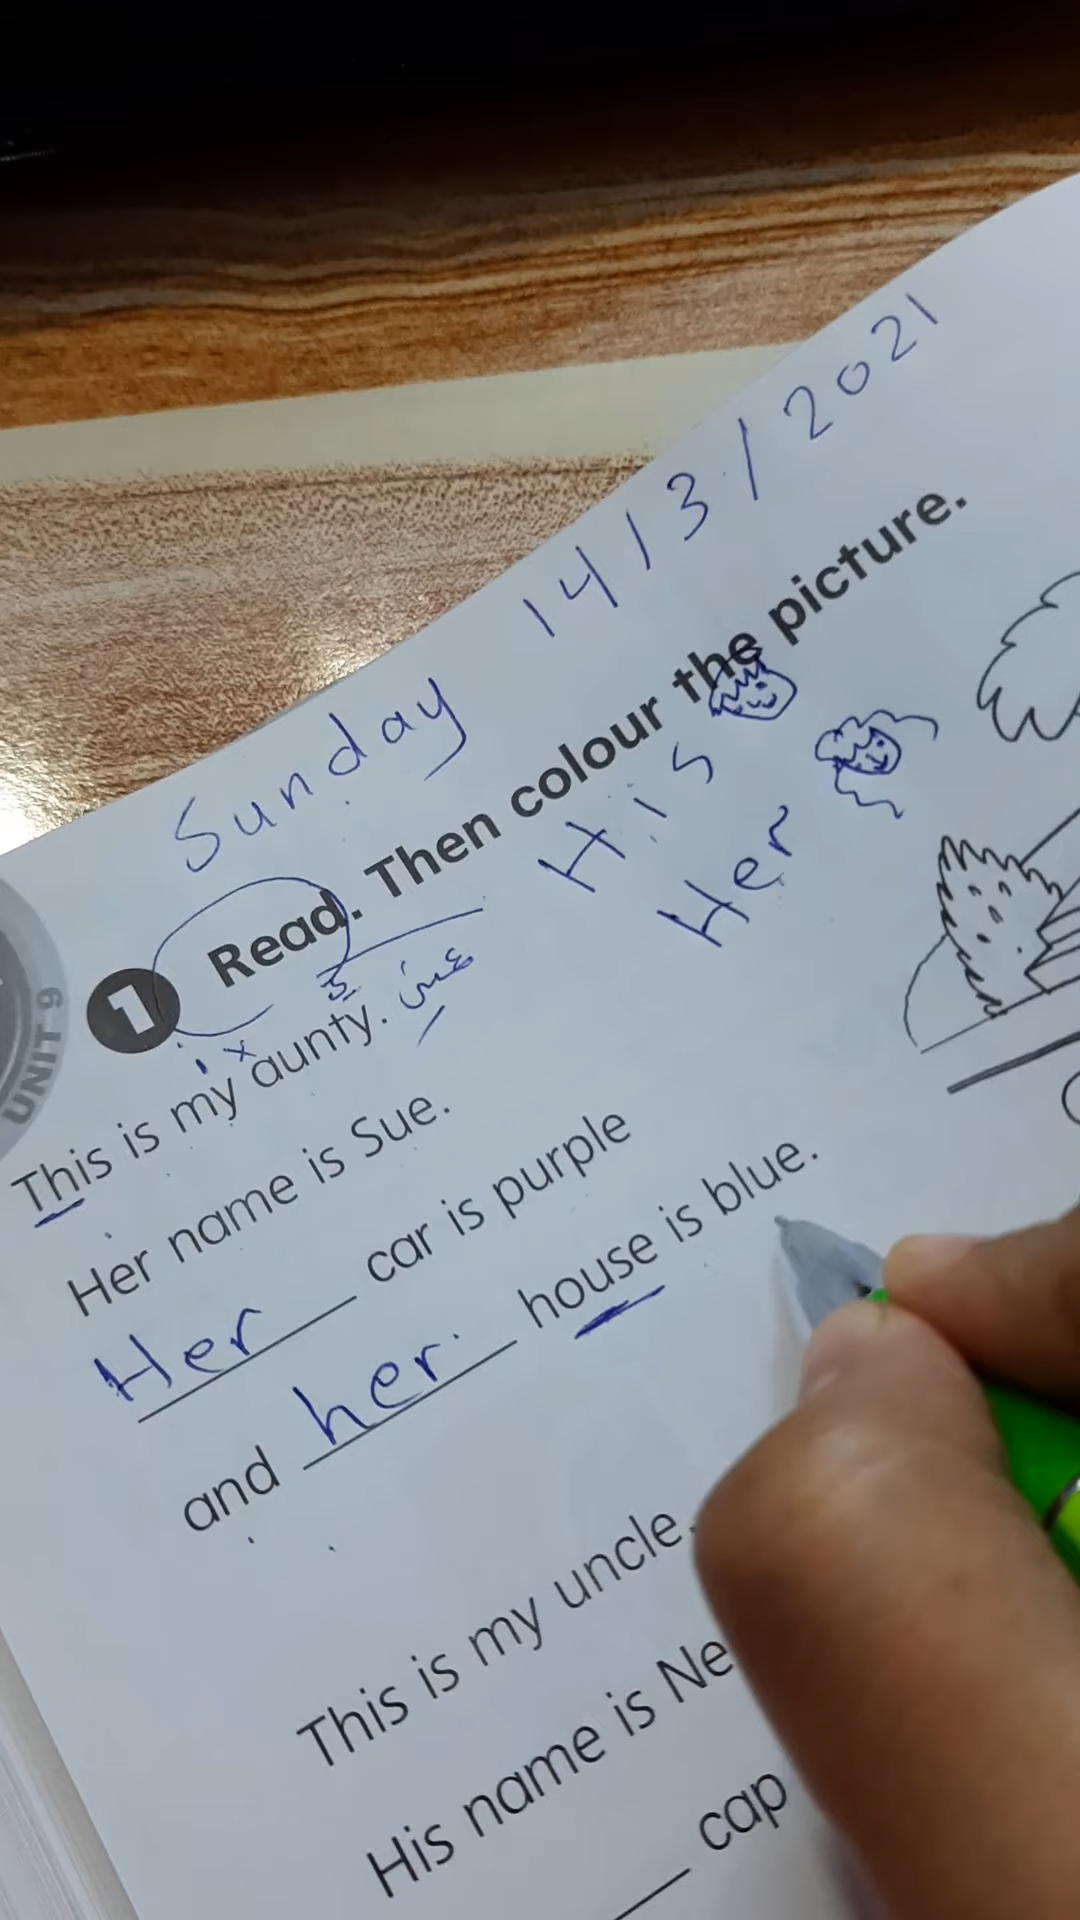 Sunday 14/3/2021
1 Read. Then colour the picture.
His
Her
UNIT 9
This is my aunty.
Her name is Sue.
Her car is purple
and her house is blue.
This is my uncle.
His name is
cap